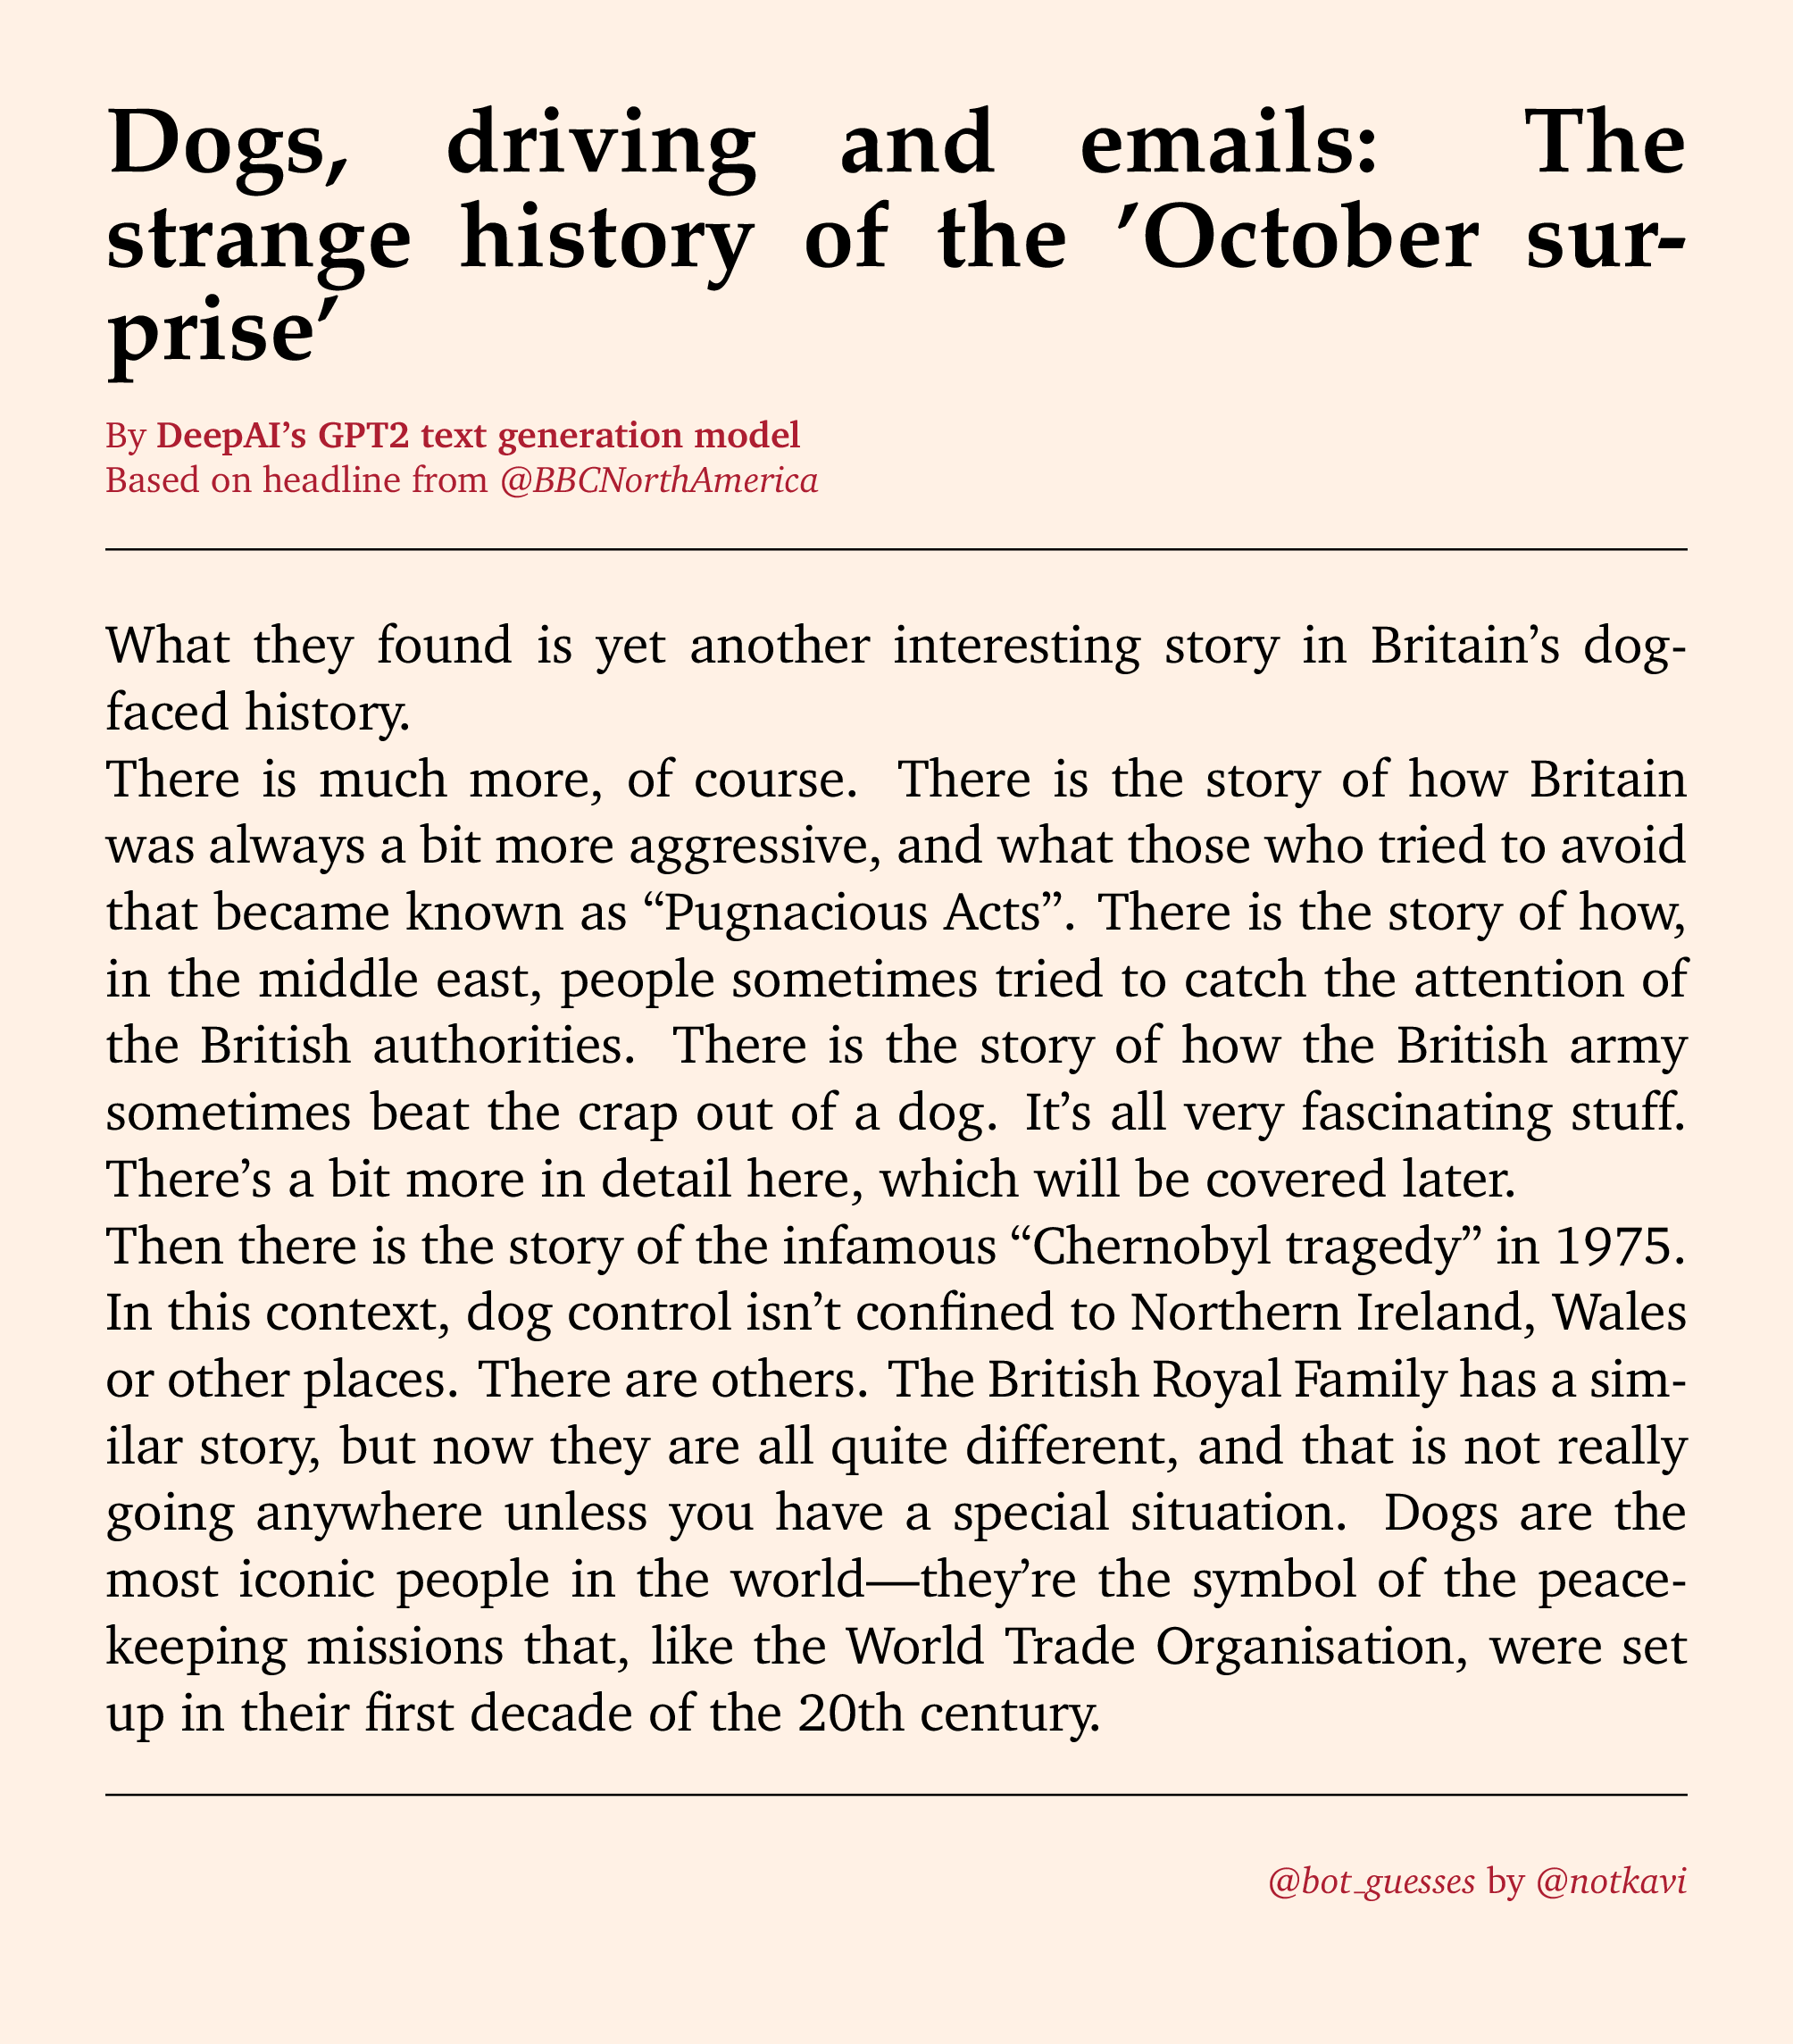 Dogs, driving and emails: The
strange history of the ’October sur-
prise’
By DeepAI’s GPT2 text generation model
Based on headline from @BBCNorthAmerica
What they found is yet another interesting story in Britain’s dog-
faced history.
There is much more, of course. There is the story of how Britain
was always a bit more aggressive, and what those who tried to avoid
that became known as “Pugnacious Acts”. There is the story of how,
in the middle east, people sometimes tried to catch the attention of
the British authorities. There is the story of how the British army
sometimes beat the crap out of a dog. It’s all very fascinating stuff.
There’s a bit more in detail here, which will be covered later.
Then there is the story of the infamous “Chernobyl tragedy” in 1975.
In this context, dog control isn’t confined to Northern Ireland, Wales
or other places. There are others. The British Royal Family has a sim-
ilar story, but now they are all quite different, and that is not really
going anywhere unless you have a special situation. Dogs are the
most iconic people in the world—they’re the symbol of the peace-
keeping missions that, like the World Trade Organisation, were set
up in their first decade of the 20th century.
@bot_guesses by @notkavi